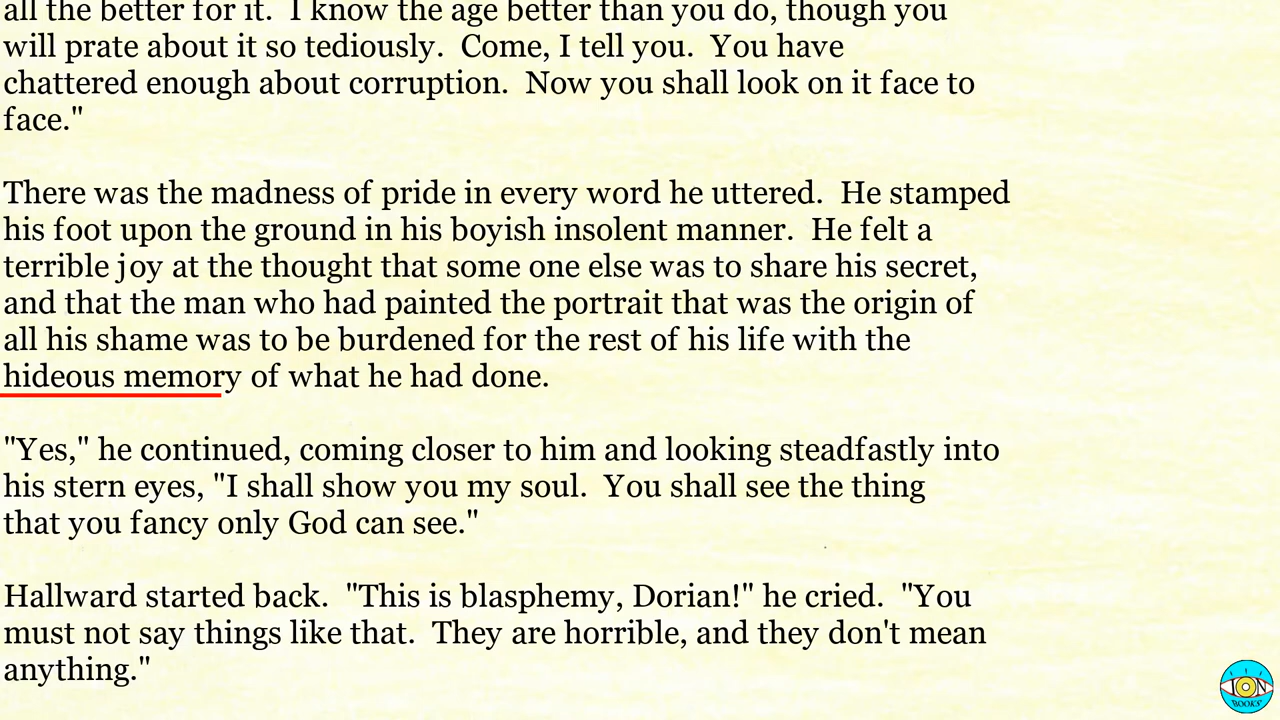 all the better for it.  I know the age better than you do, though you
will prate about it so tediously.  Come, I tell you.  You have
chattered enough about corruption.  Now you shall look on it face to
face."
There was the madness of pride in every word he uttered.  He stamped
his foot upon the ground in his boyish insolent manner.  He felt a
terrible joy at the thought that some one else was to share his secret,
and that the man who had painted the portrait that was the origin of
all his shame was to be burdened for the rest of his life with the
hideous memory of what he had done.
"Yes," he continued, coming closer to him and looking steadfastly into
his stern eyes, "I shall show you my soul.  You shall see the thing
that you fancy only God can see."
Hallward started back.  "This is blasphemy, Dorian!" he cried.  "You
must not say things like that.  They are horrible, and they don't mean
anything."
ION
BOOKS